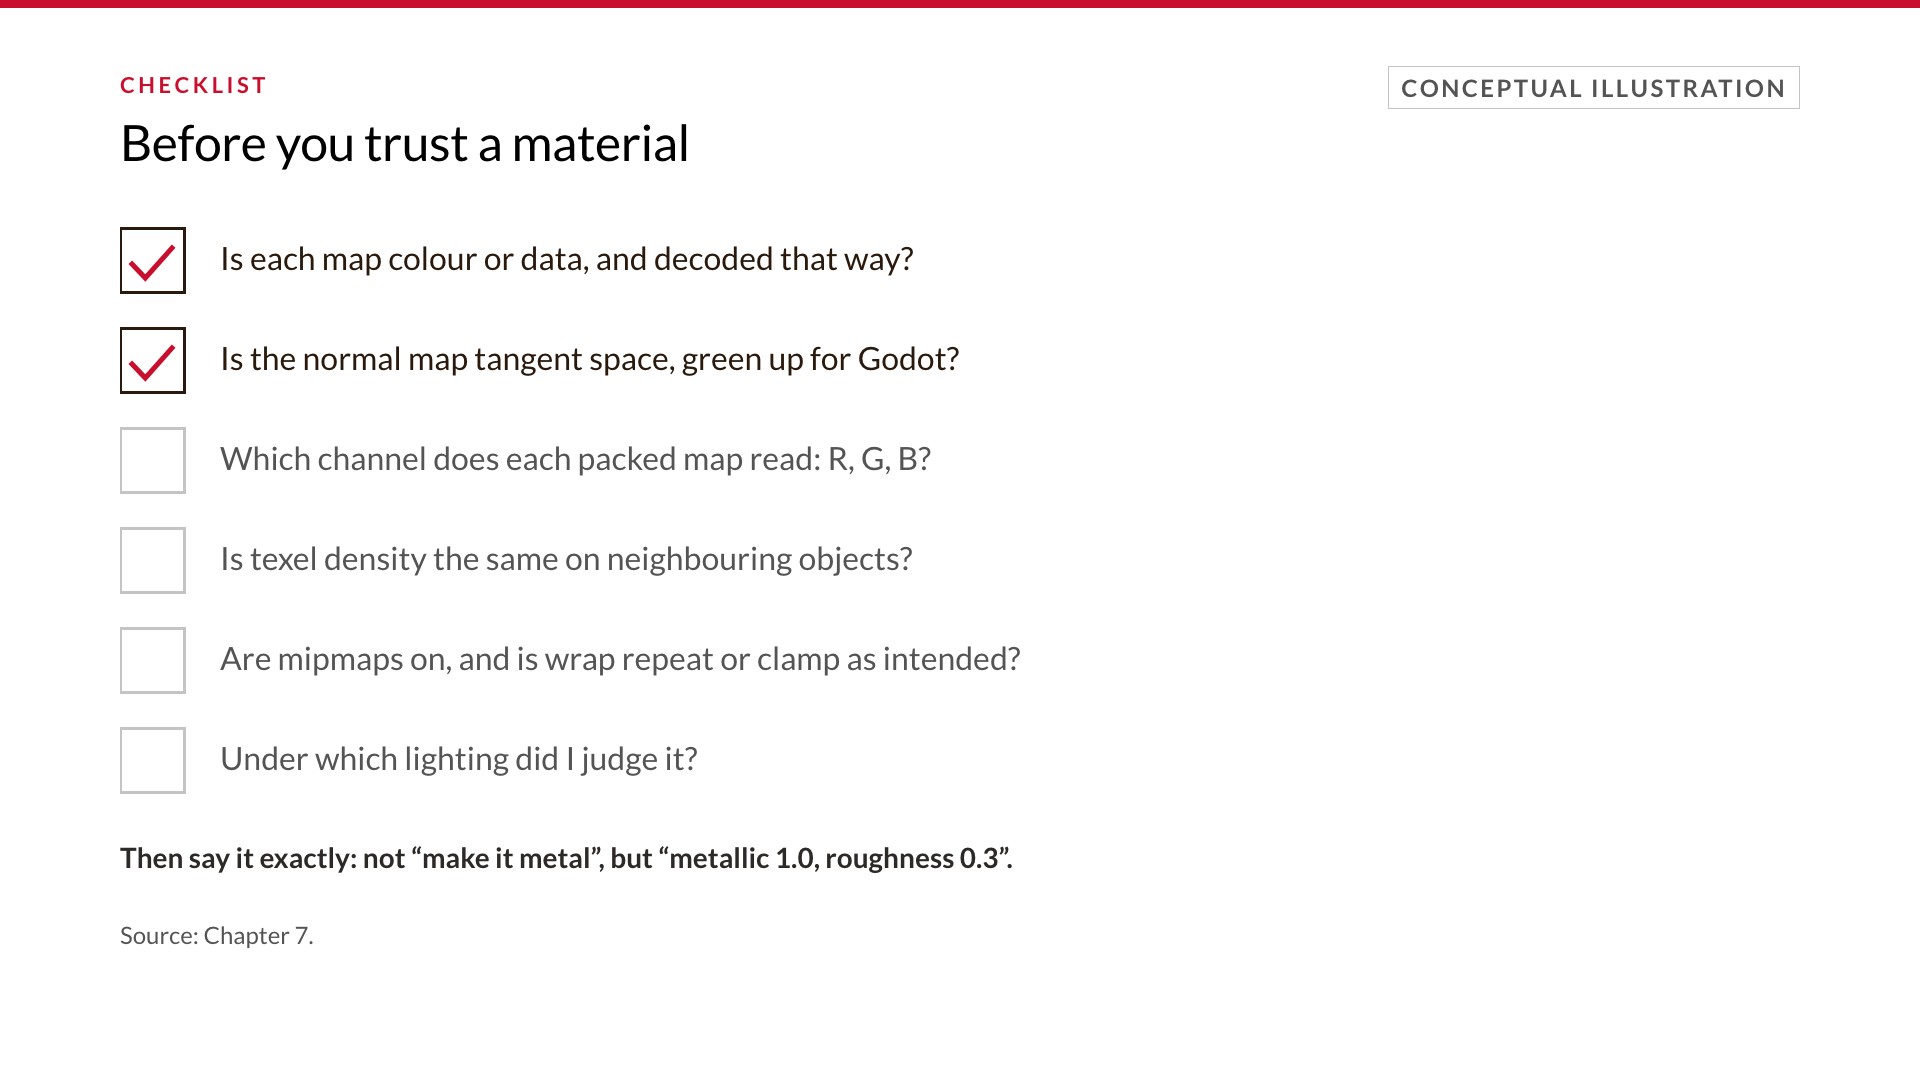 CHECKLIST
CONCEPTUAL ILLUSTRATION
Before you trust a material
Is each map colour or data, and decoded that way?
Is the normal map tangent space, green up for Godot?
Which channel does each packed map read: R, G, B?
Is texel density the same on neighbouring objects?
Are mipmaps on, and is wrap repeat or clamp as intended?
Under which lighting did I judge it?
Then say it exactly: not “make it metal”, but “metallic 1.0, roughness 0.3”.
Source: Chapter 7.